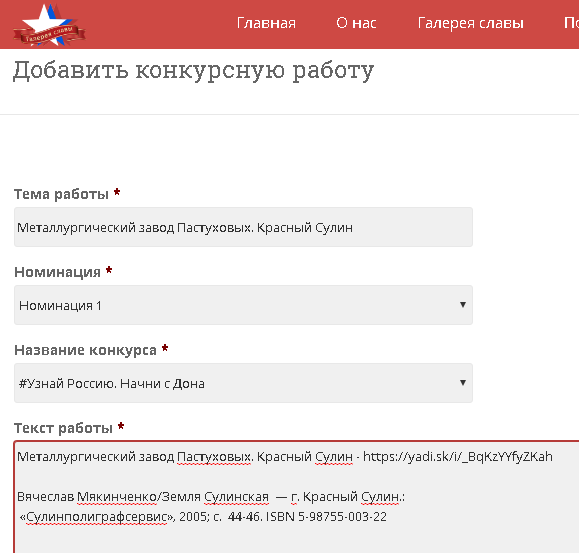 Главная О нас Галерея славы По
Галерея славы
Добавить конкурсную работу
Тема работы *
Металлургический завод Пастуховых. Красный Сулин
Номинация *
Номинация 1
Название конкурса *
#Узнай Россию. Начни с Дона
Текст работы *
Металлургический завод Пастуховых. Красный Сулин - https://yadi.sk/i/_BqKzYYfyZKah
Вячеслав Мякинченко/Земля Сулинская — г. Красный Сулин.:
«Сулинполиграфсервис», 2005; с. 44-46. ISBN 5-98755-003-22